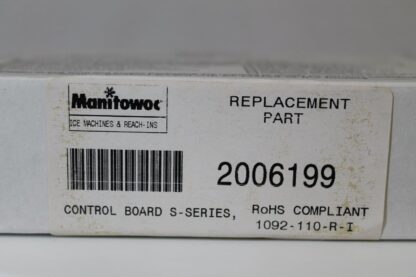 Manitowoc
ICE MACHINES & REACH-INS
REPLACEMENT
PART
2006199
CONTROL BOARD S-SERIES, RoHS COMPLIANT
1092-110-R-I